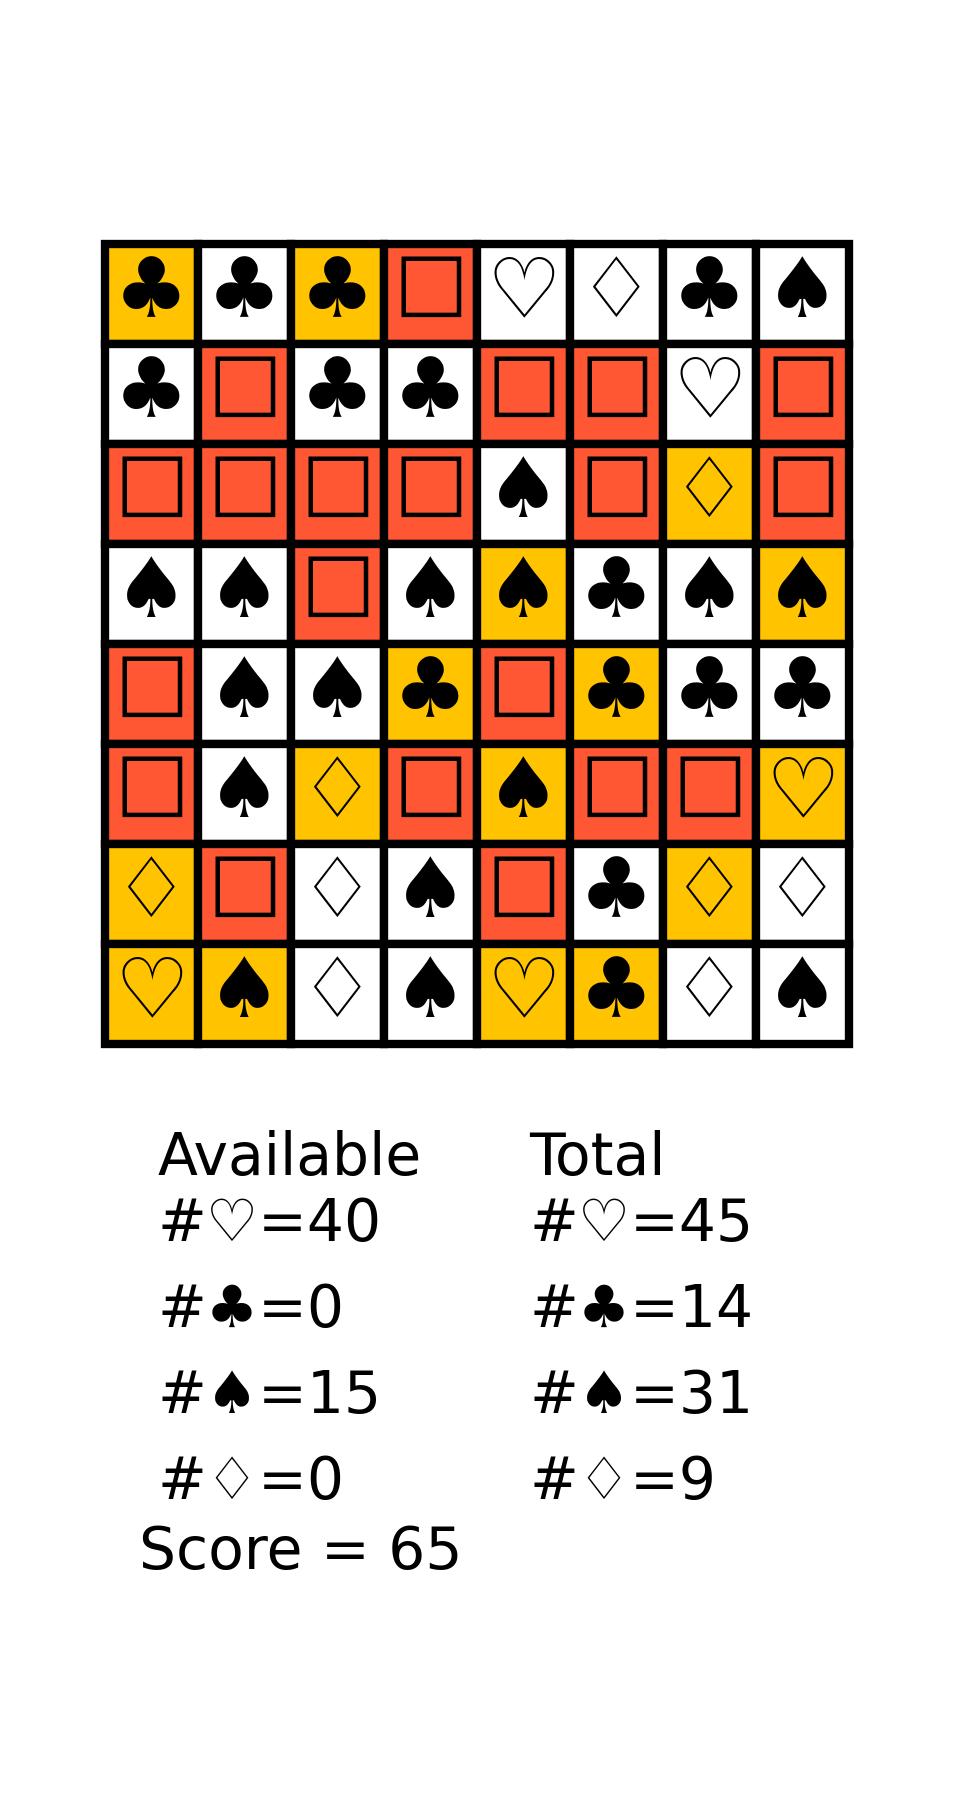 ♣ ♣ ♣ □ ♡ ♢ ♣ ♠
♣ □ ♣ ♣ □ □ ♡ □
□ □ □ □ ♠ □ ♢ □
♠ ♠ □ ♠ ♠ ♣ ♠ ♠
□ ♠ ♠ ♣ □ ♣ ♣ ♣
□ ♠ ♢ □ ♠ □ □ ♡
♢ □ ♢ ♠ □ ♣ ♢ ♢
♡ ♠ ♢ ♠ ♡ ♣ ♢ ♠
Available Total
#♡=40 #♡=45
#♣=0 #♣=14
#♠=15 #♠=31
#♢=0 #♢=9
Score = 65